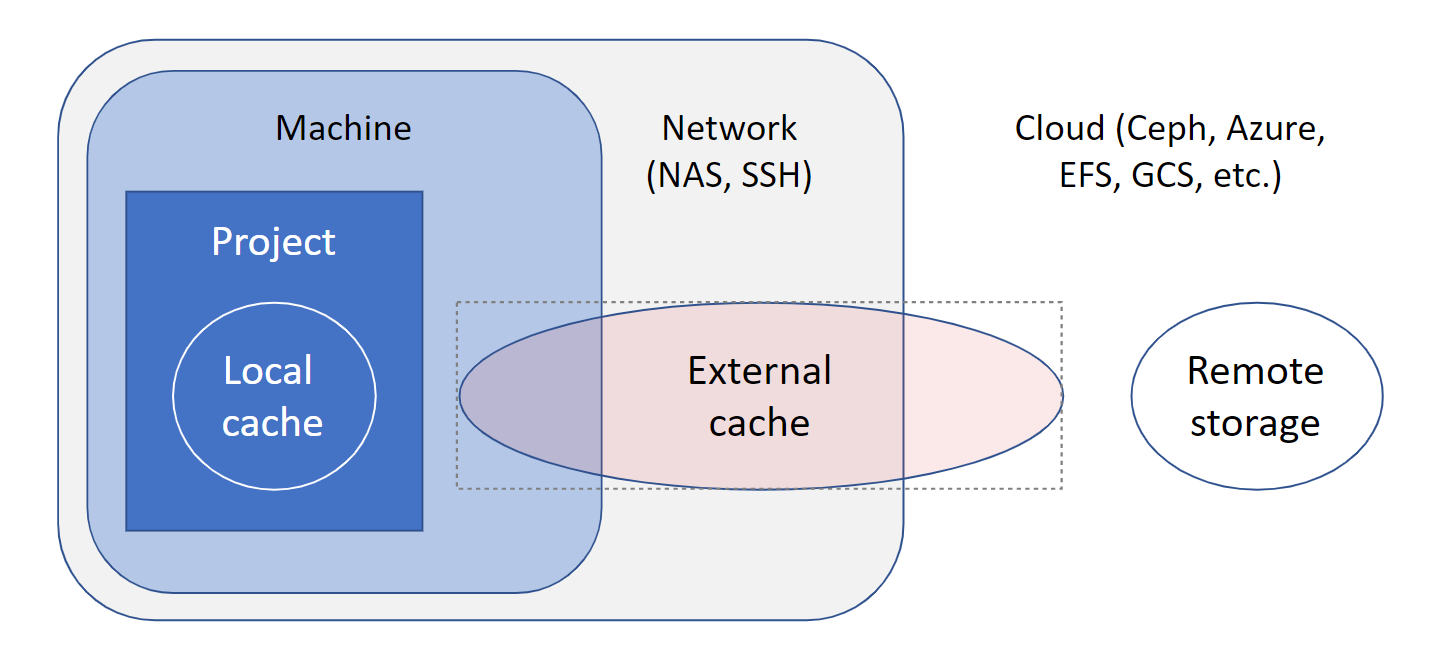 Machine
Network
(NAS, SSH)
Cloud (Ceph, Azure,
EFS, GCS, etc.)
Project
Local
cache
External
cache
Remote
storage